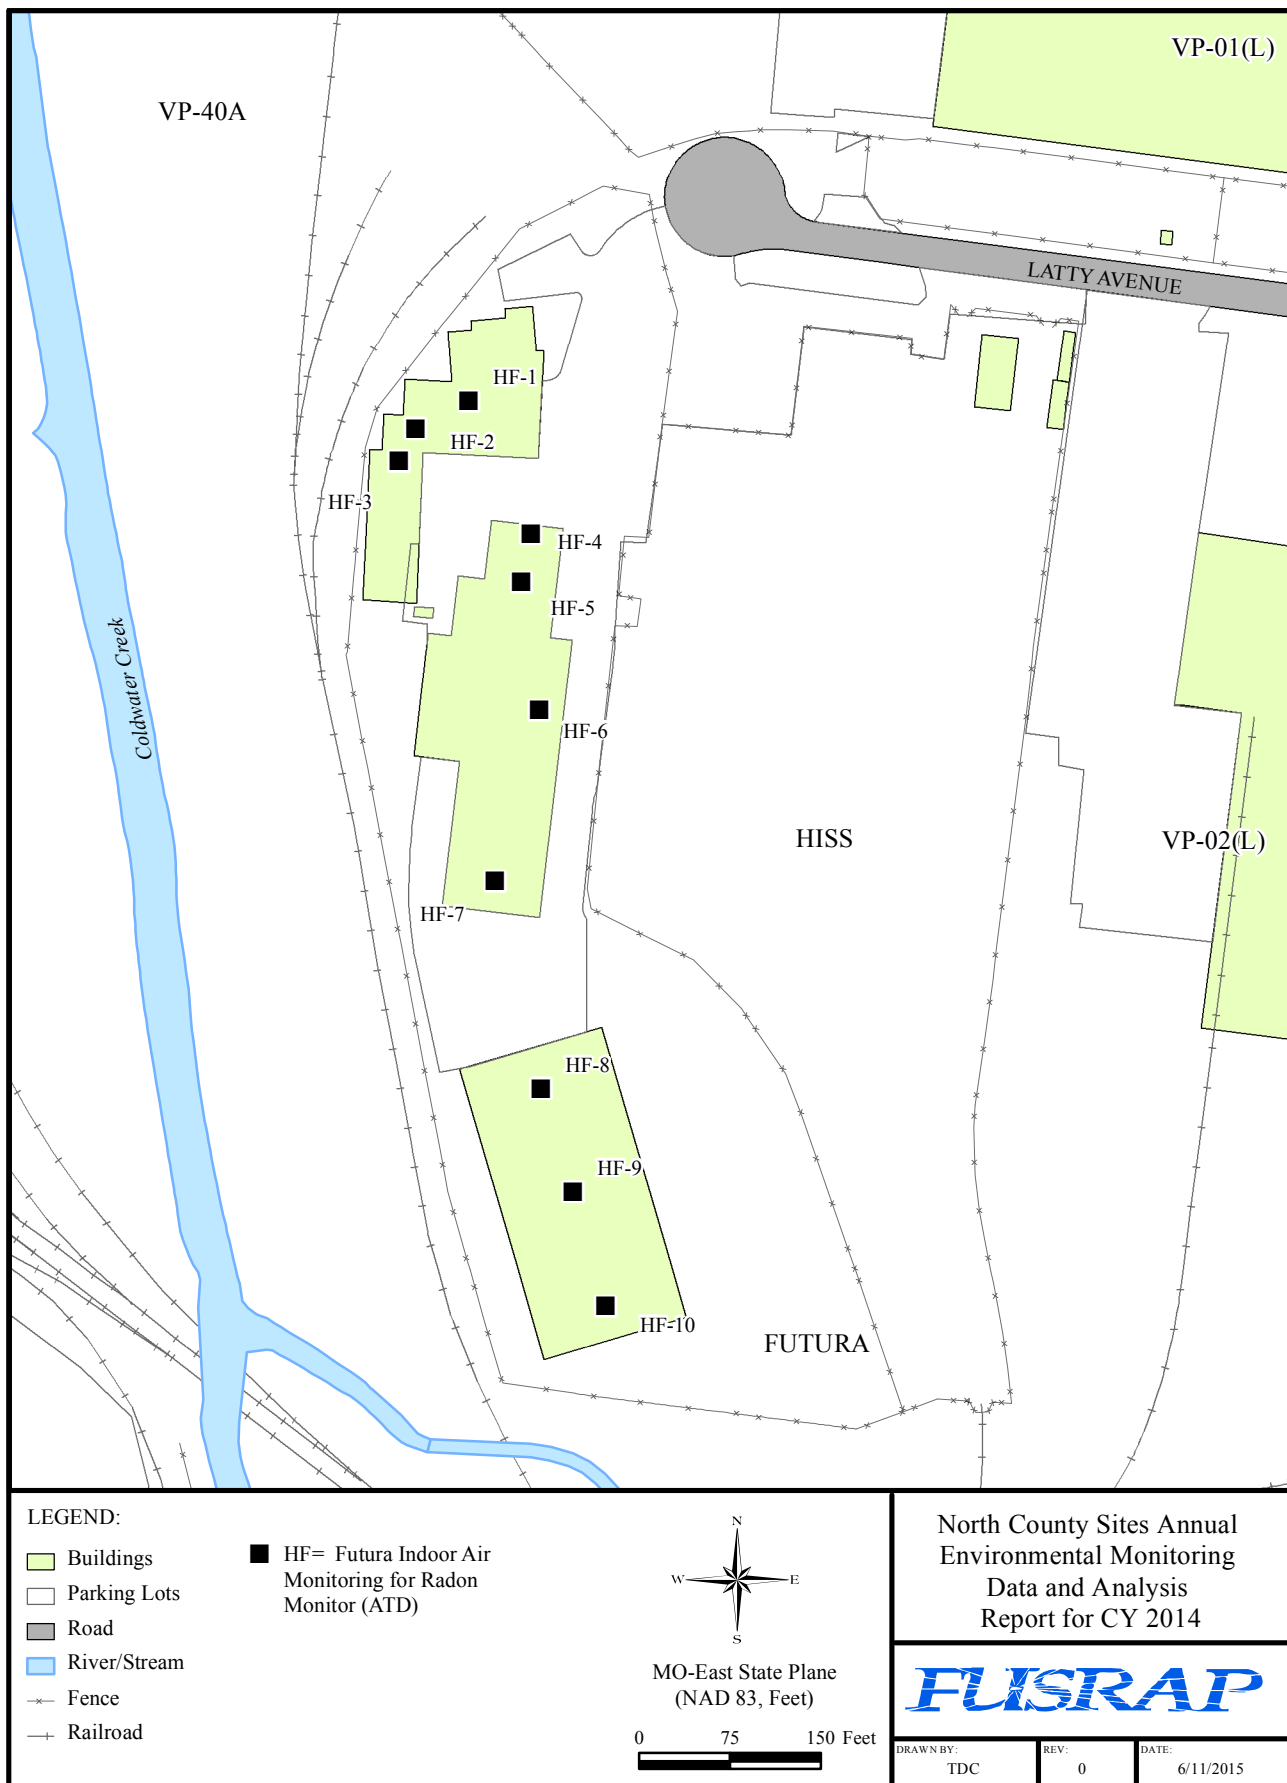 VP-01(L)
VP-40A
LATTY AVENUE
HF-1
HF-2
HF-3
HF-4
HF-5
Coldwater Creek
HF-6
HISS
VP-02(L)
HF-7
HF-8
HF-9
HF-10
FUTURA
LEGEND:
Buildings
Parking Lots
Road
River/Stream
Fence
Railroad
HF= Futura Indoor Air
Monitoring for Radon
Monitor (ATD)
N
W E
S
MO-East State Plane
(NAD 83, Feet)
0 75 150 Feet
North County Sites Annual
Environmental Monitoring
Data and Analysis
Report for CY 2014
FUSRAP
DRAWN BY:
TDC
REV:
0
DATE:
6/11/2015